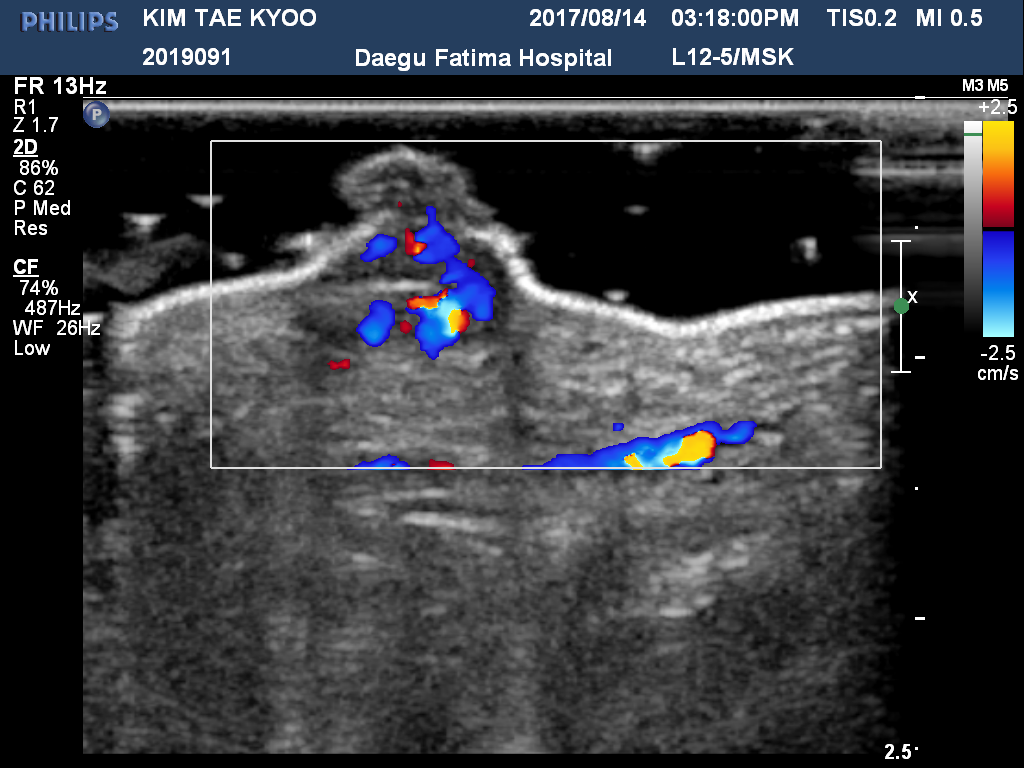 PHILIPS KIM TAE KYOO 2017/08/14 03:18:00PM TIS0.2 MI 0.5
2019091 Daegu Fatima Hospital L12-5/MSK
FR 13Hz
R1
Z 1.7
2D
86%
C 62
P Med
Res
CF
74%
487Hz
WF 26Hz
Low
P
M3 M5
+2.5
x
-2.5
cm/s
2.5